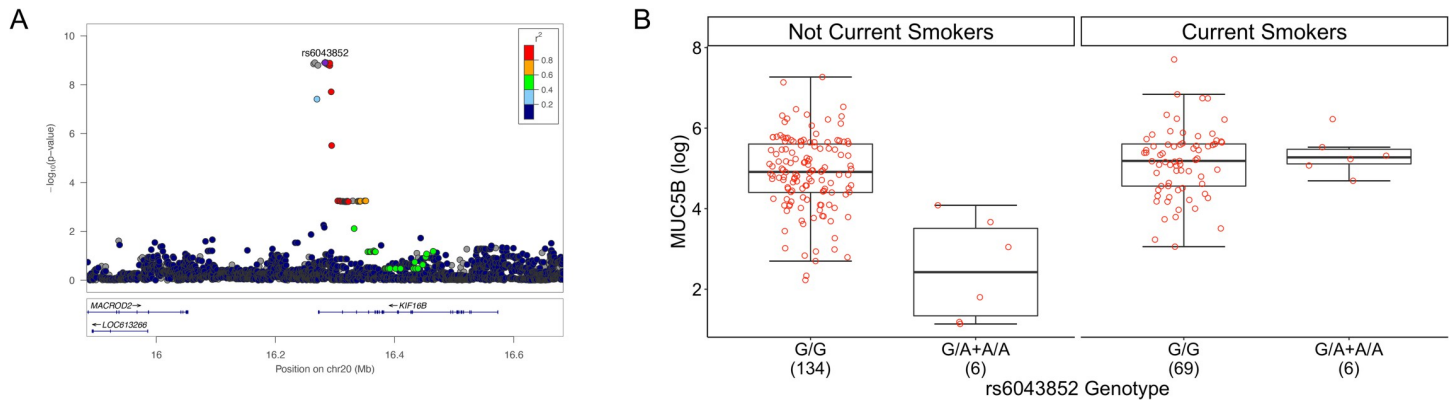 A
rs6043852
r²
0.8
0.6
0.4
0.2
10
8
6
4
2
0
−log₁₀(p-value)
MACROD2→
←LOC613266
←KIF16B
16
16.2
16.4
16.6
Position on chr20 (Mb)
B
Not Current Smokers
Current Smokers
8
6
4
2
MUC5B (log)
G/G
(134)
G/A+A/A
(6)
G/G
(69)
G/A+A/A
(6)
rs6043852 Genotype